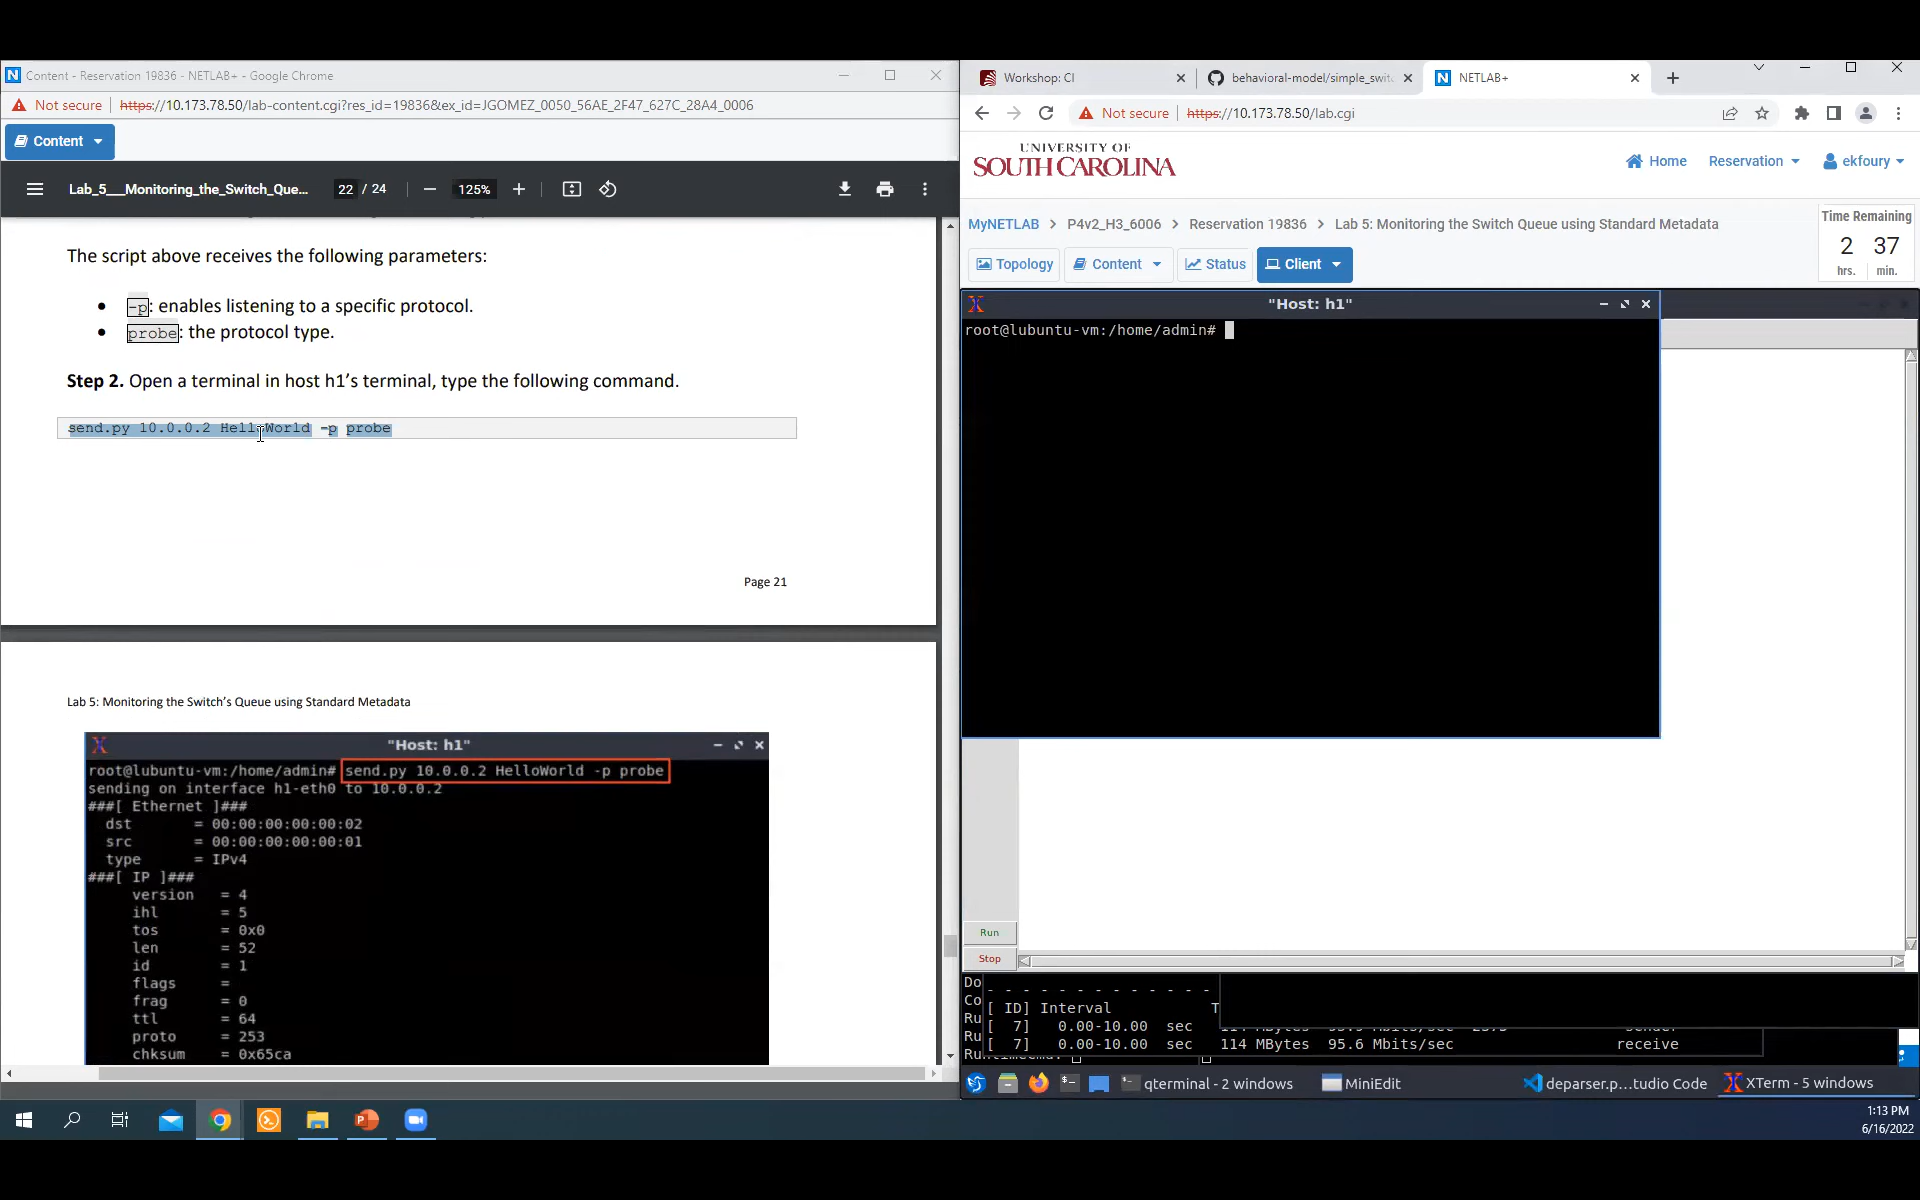 Content - Reservation 19836 - NETLAB+ - Google Chrome
Not secure | https://10.173.78.50/lab-content.cgi?res_id=19836&ex_id=JGOMEZ_0050_56AE_2F47_627C_28A4_0006
Content
Lab_5__Monitoring_the_Switch_Que... 22 / 24 125%
The script above receives the following parameters:
• -p: enables listening to a specific protocol.
• probe: the protocol type.
Step 2. Open a terminal in host h1's terminal, type the following command.
send.py 10.0.0.2 HelloWorld -p probe
Page 21
Lab 5: Monitoring the Switch's Queue using Standard Metadata
"Host: h1"
root@lubuntu-vm:/home/admin# send.py 10.0.0.2 HelloWorld -p probe
sending on interface h1-eth0 to 10.0.0.2
###[ Ethernet ]###
dst = 00:00:00:00:00:02
src = 00:00:00:00:00:01
type = IPv4
###[ IP ]###
version = 4
ihl = 5
tos = 0x0
len = 52
id = 1
flags =
frag = 0
ttl = 64
proto = 253
chksum = 0x65ca
Workshop: CI
behavioral-model/simple_swit
NETLAB+
Not secure | https://10.173.78.50/lab.cgi
UNIVERSITY OF
SOUTH CAROLINA
Home Reservation ekfoury
MyNETLAB > P4v2_H3_6006 > Reservation 19836 > Lab 5: Monitoring the Switch Queue using Standard Metadata
Time Remaining
2 37
hrs. min.
Topology Content Status Client
"Host: h1"
root@lubuntu-vm:/home/admin#
Run
Stop
Do
Co
Ru
Ru
- - - - - - - - - - - - -
[ ID] Interval T
[ 7] 0.00-10.00 sec
[ 7] 0.00-10.00 sec 114 MBytes 95.6 Mbits/sec receive
qterminal - 2 windows
MiniEdit
deparser.p...tudio Code
XTerm - 5 windows
1:13 PM
6/16/2022